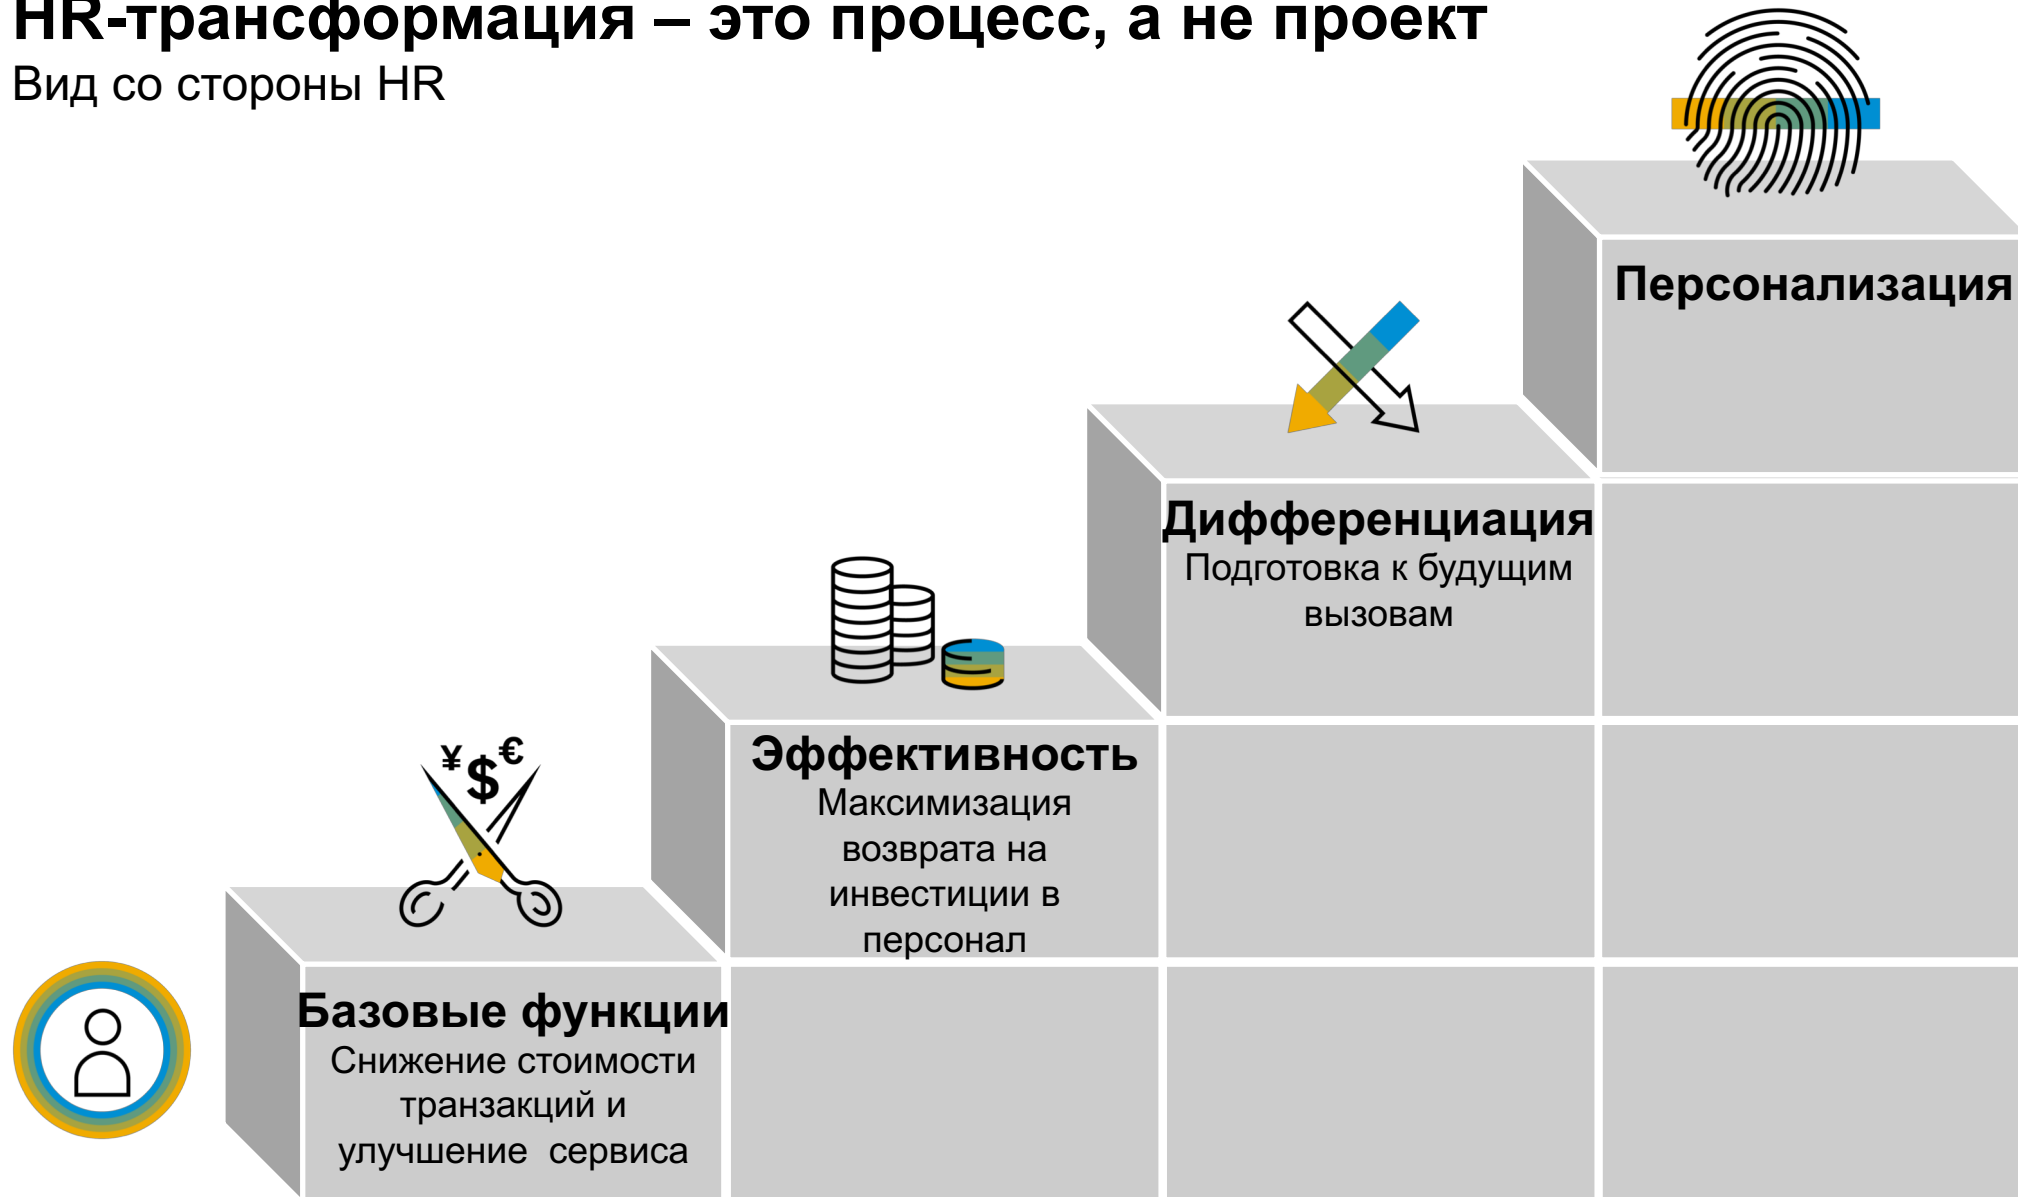 HR-трансформация – это процесс, а не проект
Вид со стороны HR
Персонализация
Дифференциация
Подготовка к будущим
вызовам
Эффективность
Максимизация
возврата на
инвестиции в
персонал
¥$€
Базовые функции
Снижение стоимости
транзакций и
улучшение сервиса